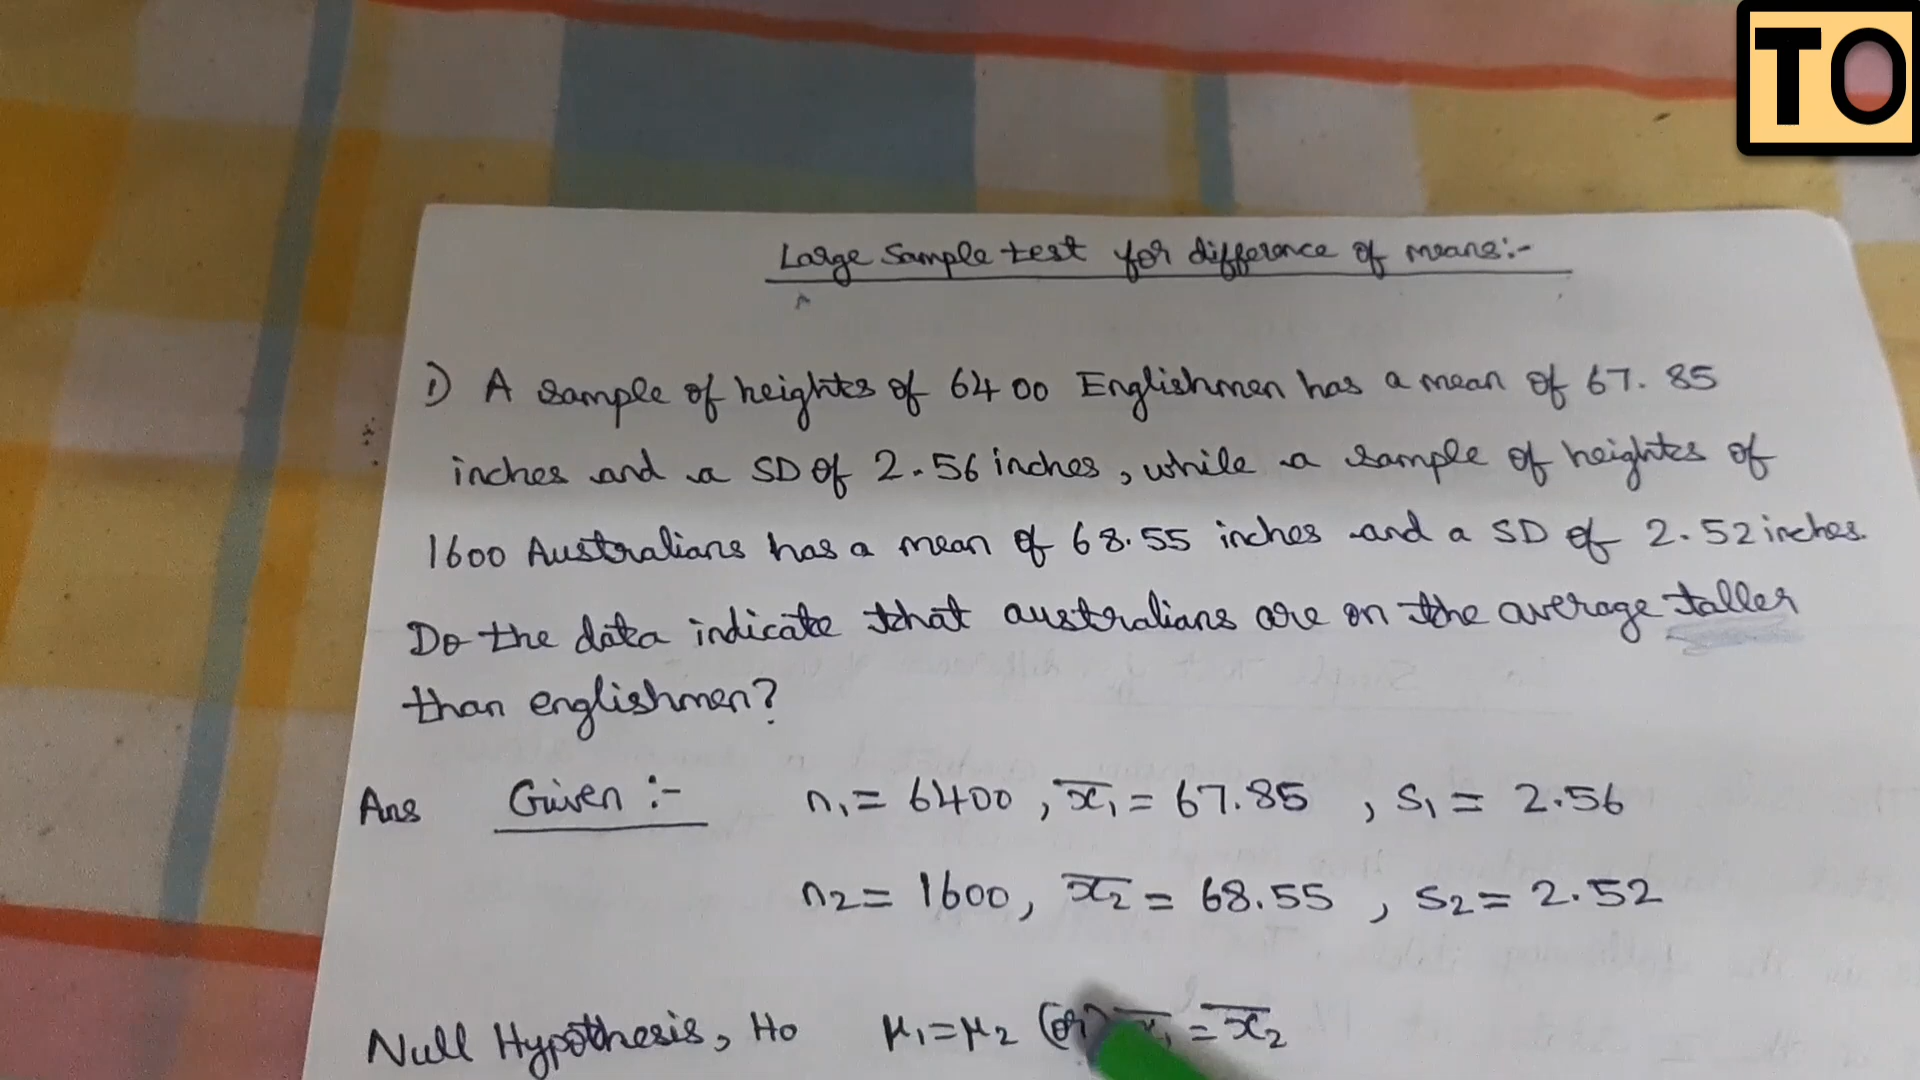 TO
Large Sample test for difference of means:-
1) A sample of heights of 6400 Englishmen has a mean of 67.85
inches and a SD of 2.56 inches, while a sample of heights of
1600 Australians has a mean of 68.55 inches and a SD of 2.52 inches.
Do the data indicate that australians are on the average taller
than englishmen?
Ans Given :- n₁ = 6400, x̄₁ = 67.85, s₁ = 2.56
n₂ = 1600, x̄₂ = 68.55, s₂ = 2.52
Null Hypothesis, Ho μ₁ = μ₂ (or) x̄₁ = x̄₂